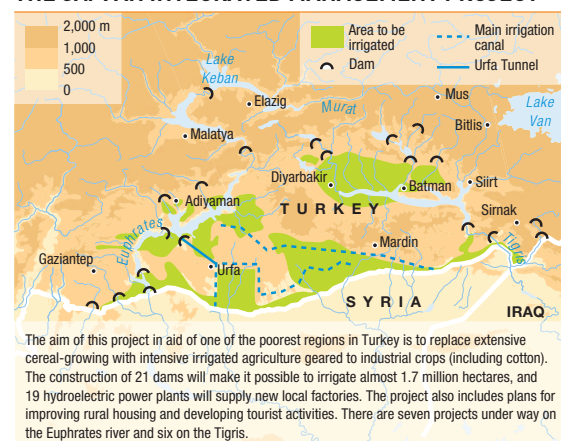 2,000 m
1,000
500
0
Area to be
irrigated
Dam
Main irrigation
canal
Urfa Tunnel
Lake
Keban
Elazig
Murat
Mus
Lake
Van
Bitlis
Malatya
Diyarbakir
Batman
Siirt
Adiyaman
TURKEY
Sirnak
Euphrates
Mardin
Tigris
Gaziantep
Urfa
SYRIA
IRAQ
The aim of this project in aid of one of the poorest regions in Turkey is to replace extensive
cereal-growing with intensive irrigated agriculture geared to industrial crops (including cotton).
The construction of 21 dams will make it possible to irrigate almost 1.7 million hectares, and
19 hydroelectric power plants will supply new local factories. The project also includes plans for
improving rural housing and developing tourist activities. There are seven projects under way on
the Euphrates river and six on the Tigris.